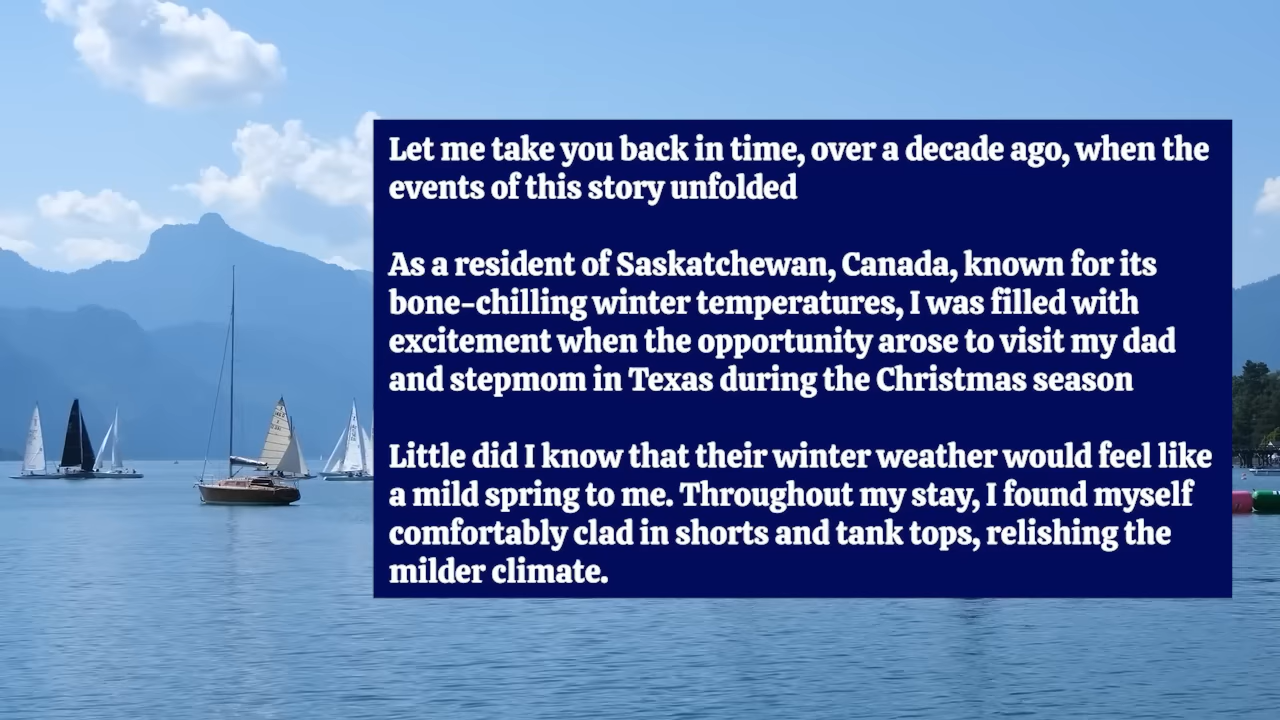 Let me take you back in time, over a decade ago, when the
events of this story unfolded
As a resident of Saskatchewan, Canada, known for its
bone-chilling winter temperatures, I was filled with
excitement when the opportunity arose to visit my dad
and stepmom in Texas during the Christmas season
Little did I know that their winter weather would feel like
a mild spring to me. Throughout my stay, I found myself
comfortably clad in shorts and tank tops, relishing the
milder climate.